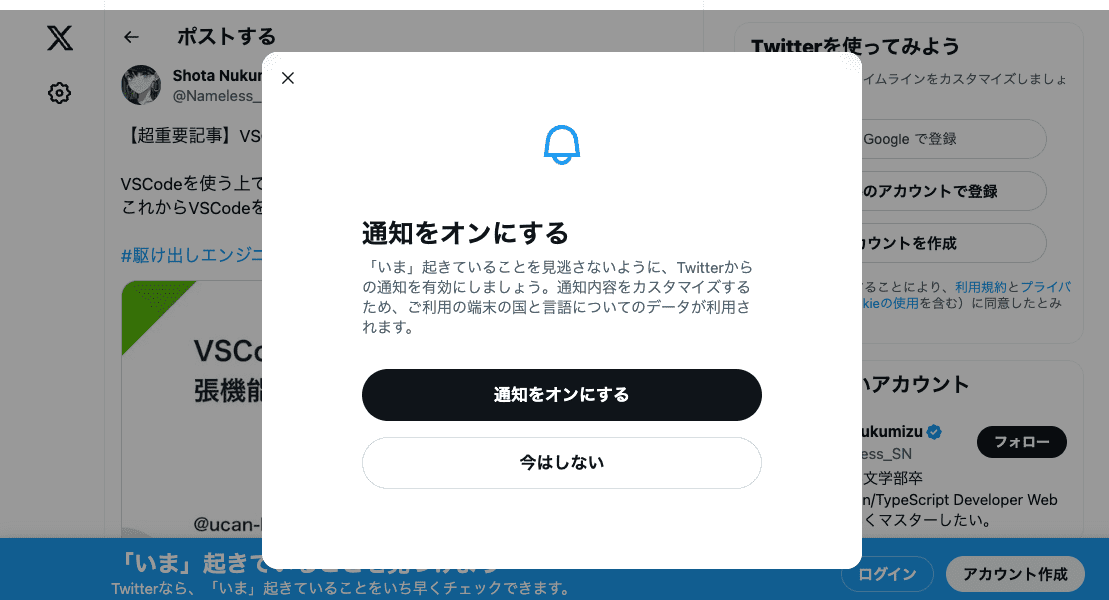 ポストする
Shota Nukur
@Nameless_
【超重要記事】VS
VSCodeを使う上で
これからVSCodeを
#駆け出しエンジニ
VSCo
張機能
@ucan-l
通知をオンにする
「いま」起きていることを見逃さないように、Twitterから
の通知を有効にしましょう。通知内容をカスタマイズする
ため、ご利用の端末の国と言語についてのデータが利用さ
れます。
通知をオンにする
今はしない
Twitterを使ってみよう
イムラインをカスタマイズしましょ
Google で登録
のアカウントで登録
カウントを作成
することにより、利用規約とプライバ
kieの使用を含む）に同意したとみ
いアカウント
ukumizu
ess_SN
フォロー
文学部卒
n/TypeScript Developer Web
くマスターしたい。
「いま」起きていることを見つけよう
Twitterなら、「いま」起きていることをいち早くチェックできます。
ログイン
アカウント作成